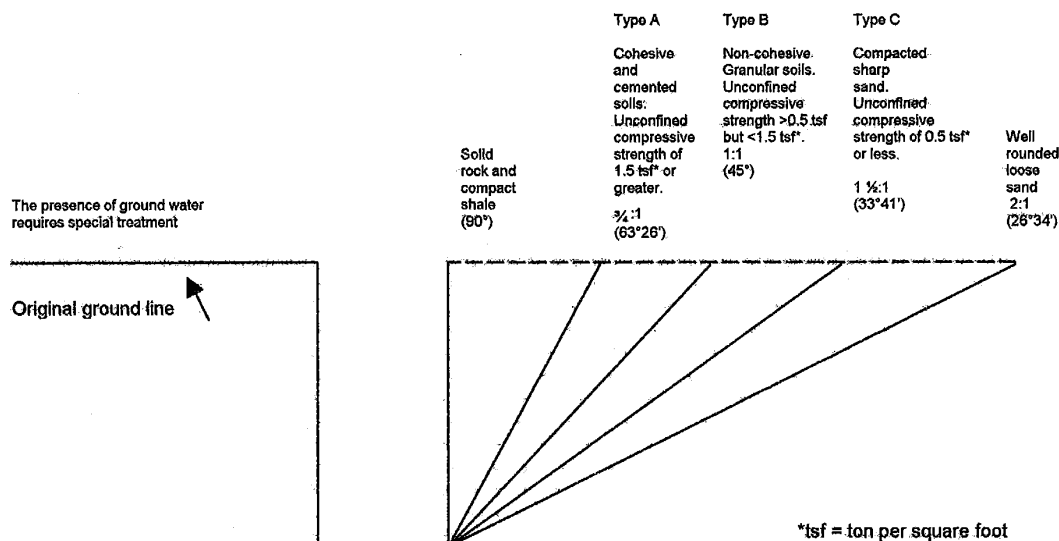 Type A
Cohesive
and
cemented
soils.
Unconfined
compressive
strength of
1.5 tsf* or
greater.
¾ :1
(63°26')
Type B
Non-cohesive.
Granular soils.
Unconfined
compressive
strength >0.5 tsf
but <1.5 tsf*.
1:1
(45°)
Type C
Compacted
sharp
sand.
Unconfined
compressive
strength of 0.5 tsf*
or less.
1 ½:1
(33°41')
Solid
rock and
compact
shale
(90°)
Well
rounded
loose
sand
2:1
(26°34')
The presence of ground water
requires special treatment
Original ground line
*tsf = ton per square foot